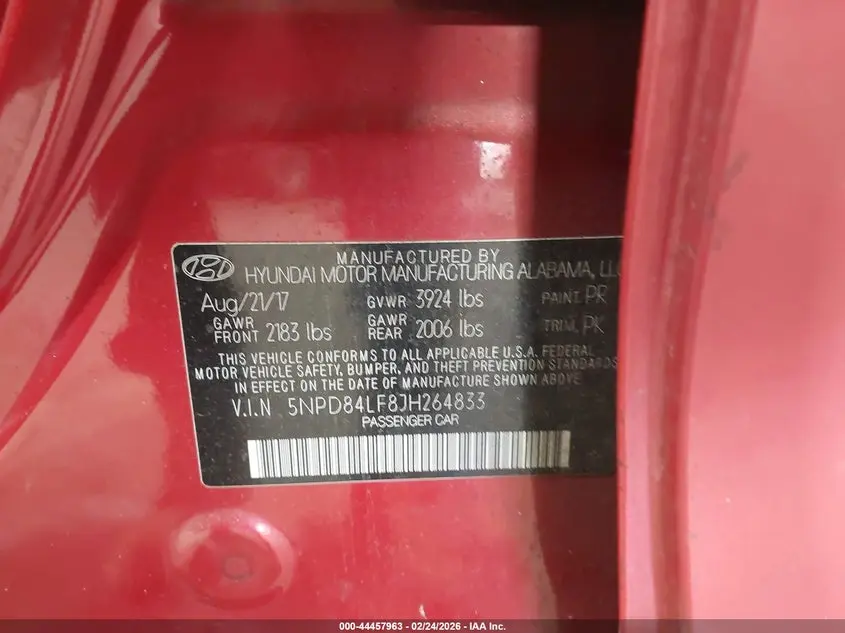 MANUFACTURED BY
HYUNDAI MOTOR MANUFACTURING ALABAMA, LLC
Aug/21/17 GVWR 3924 lbs PAINT PR
GAWR FRONT 2183 lbs GAWR REAR 2006 lbs TRIM PK
THIS VEHICLE CONFORMS TO ALL APPLICABLE U.S.A. FEDERAL
MOTOR VEHICLE SAFETY, BUMPER, AND THEFT PREVENTION STANDARDS
IN EFFECT ON THE DATE OF MANUFACTURE SHOWN ABOVE
V.I.N 5NPD84LF8JH264833
PASSENGER CAR
000-44457963 - 02/24/2026 - IAA Inc.